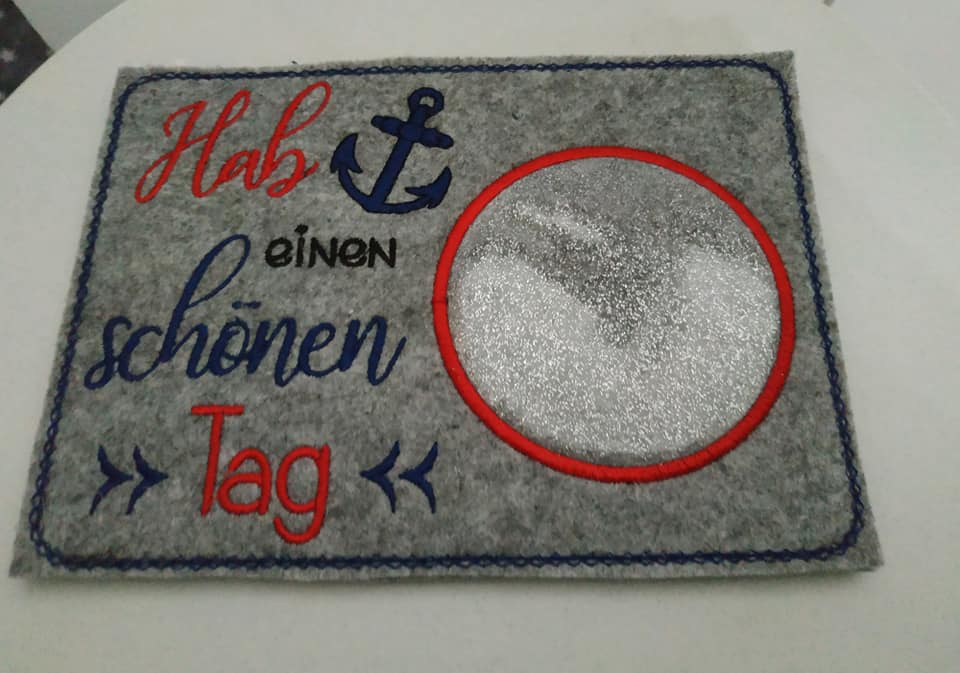 Hab
einen
schönen
Tag